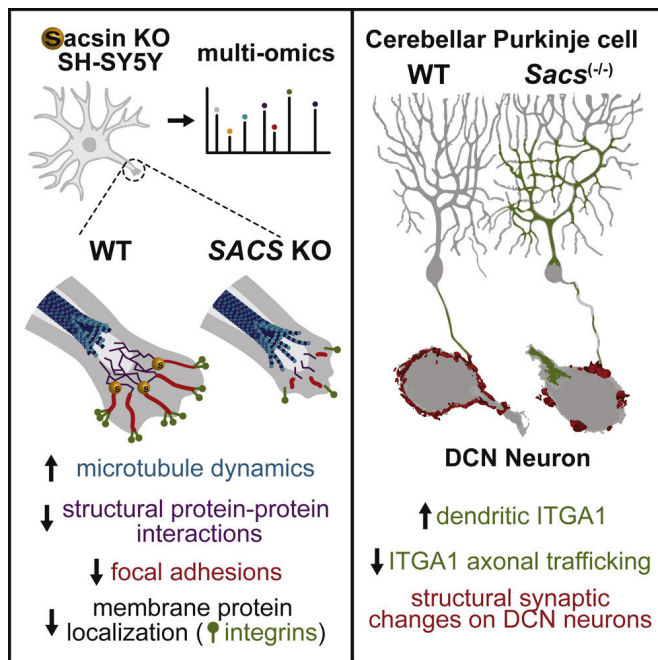 Sacsin KO
SH-SY5Y
multi-omics
WT
SACS KO
S
S
S
↑ microtubule dynamics
↓ structural protein-protein
interactions
↓ focal adhesions
↓ membrane protein
localization ( integrins)
Cerebellar Purkinje cell
WT
Sacs(-/-)
DCN Neuron
↑ dendritic ITGA1
↓ ITGA1 axonal trafficking
structural synaptic
changes on DCN neurons